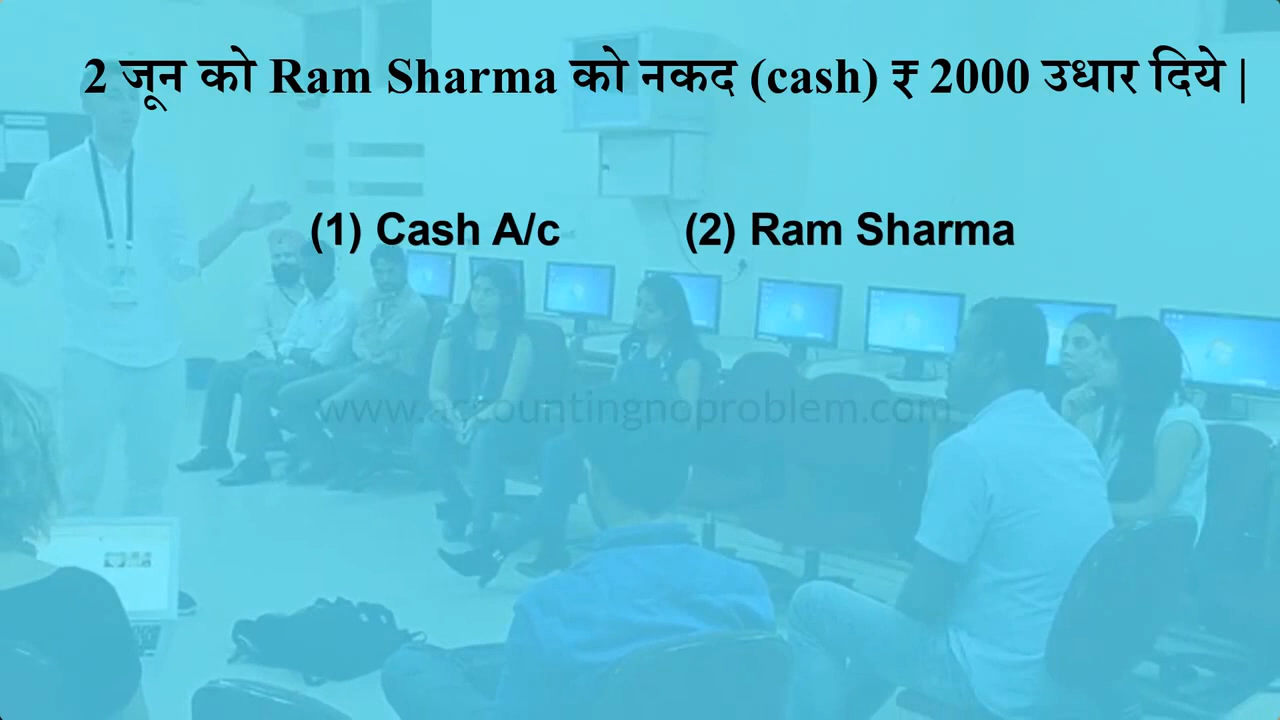 2 जून को Ram Sharma को नकद (cash) ₹ 2000 उधार दिये |
(1) Cash A/c (2) Ram Sharma
www.accountingnoproblem.com